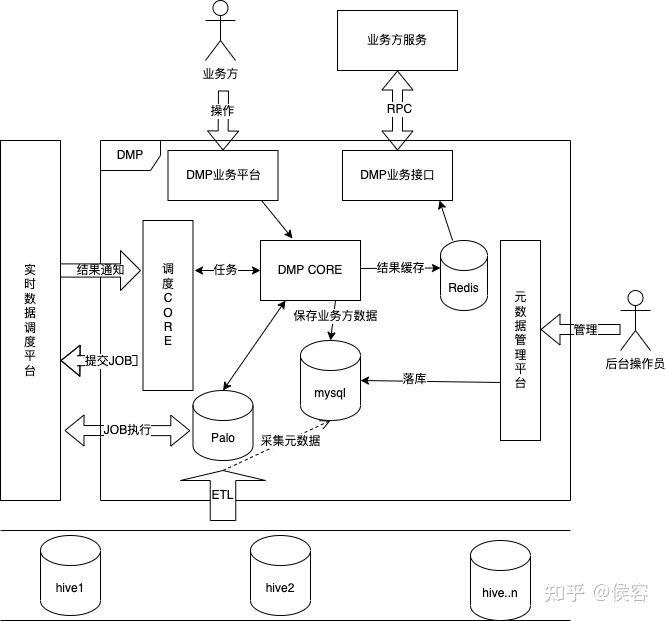 业务方
业务方服务
操作
RPC
DMP
DMP业务平台
DMP业务接口
实时数据调度平台
结果通知
调度CORE
任务
DMP CORE
结果缓存
Redis
元数据管理平台
管理
后台操作员
保存业务方数据
提交JOB
mysql
落库
JOB执行
Palo
采集元数据
ETL
hive1
hive2
hive..n
知乎 @侯容